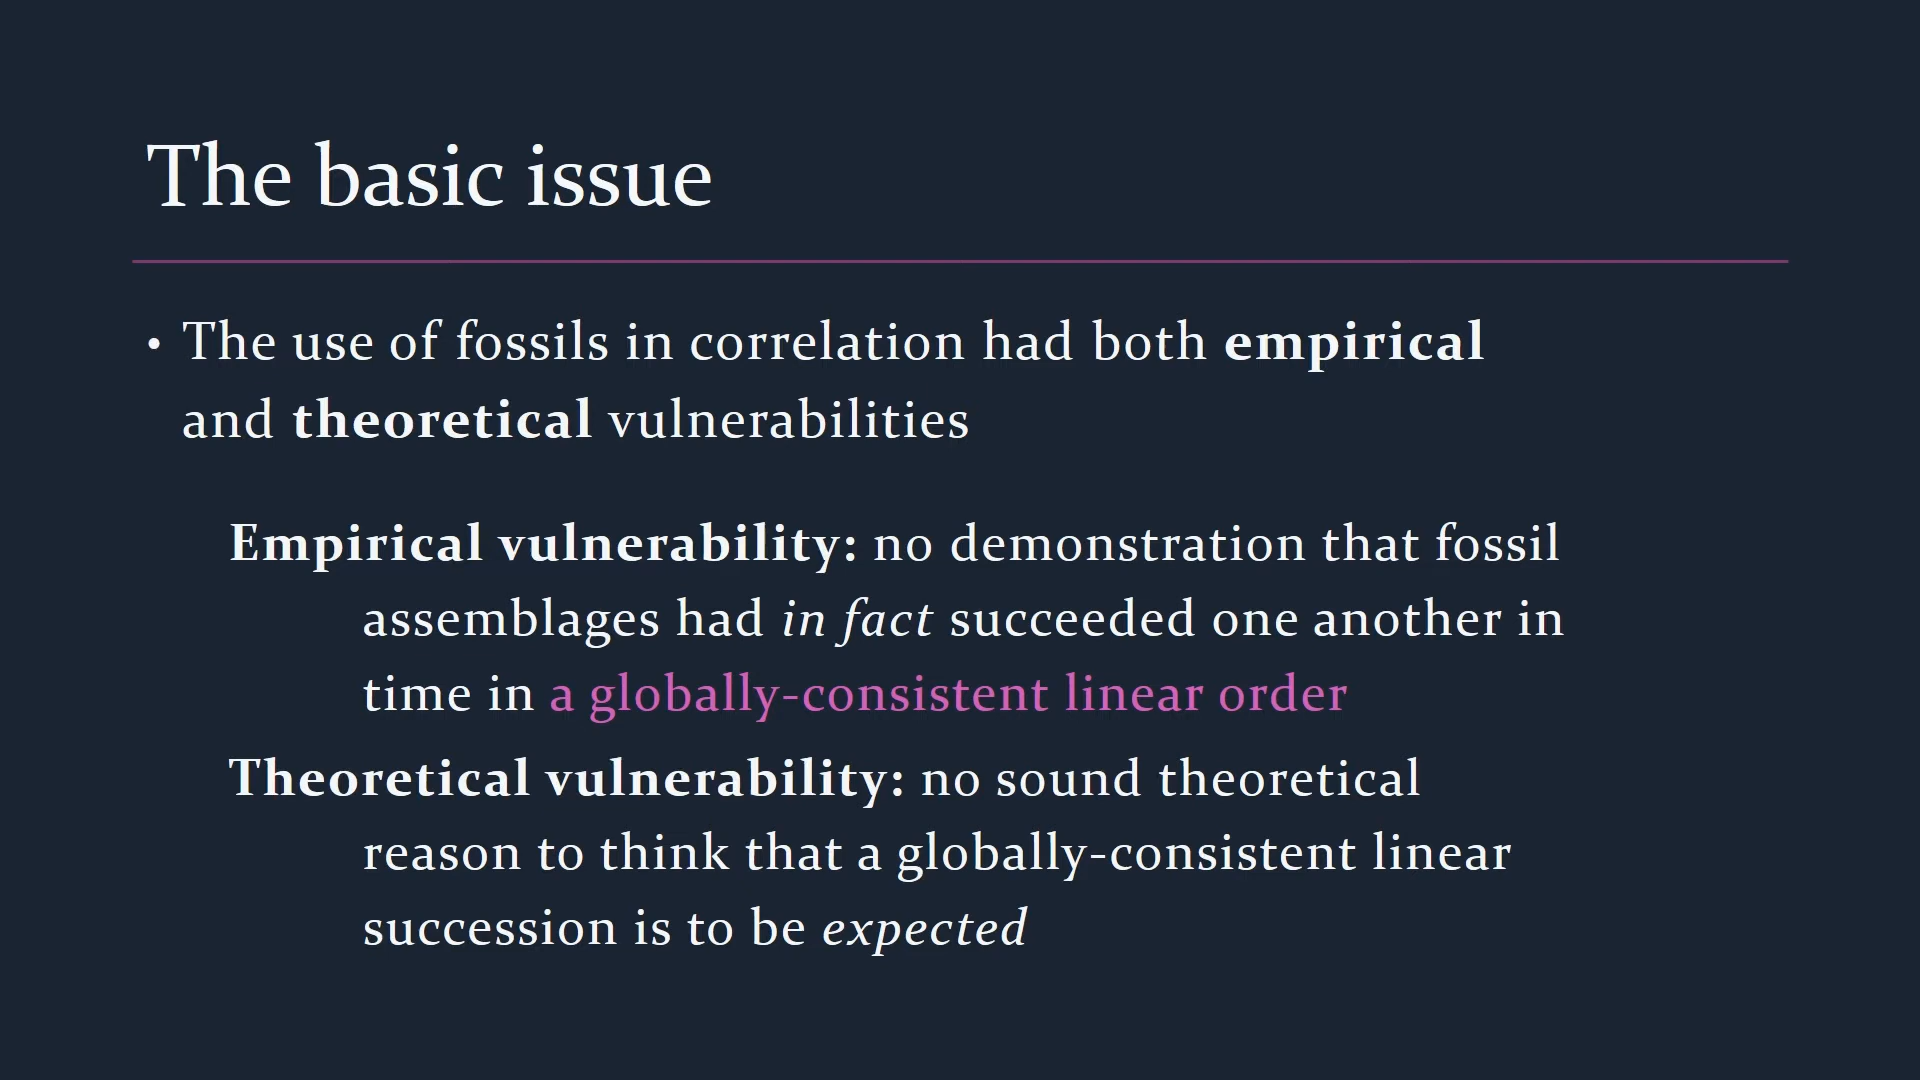 The basic issue
• The use of fossils in correlation had both empirical
and theoretical vulnerabilities
Empirical vulnerability: no demonstration that fossil
assemblages had in fact succeeded one another in
time in a globally-consistent linear order
Theoretical vulnerability: no sound theoretical
reason to think that a globally-consistent linear
succession is to be expected